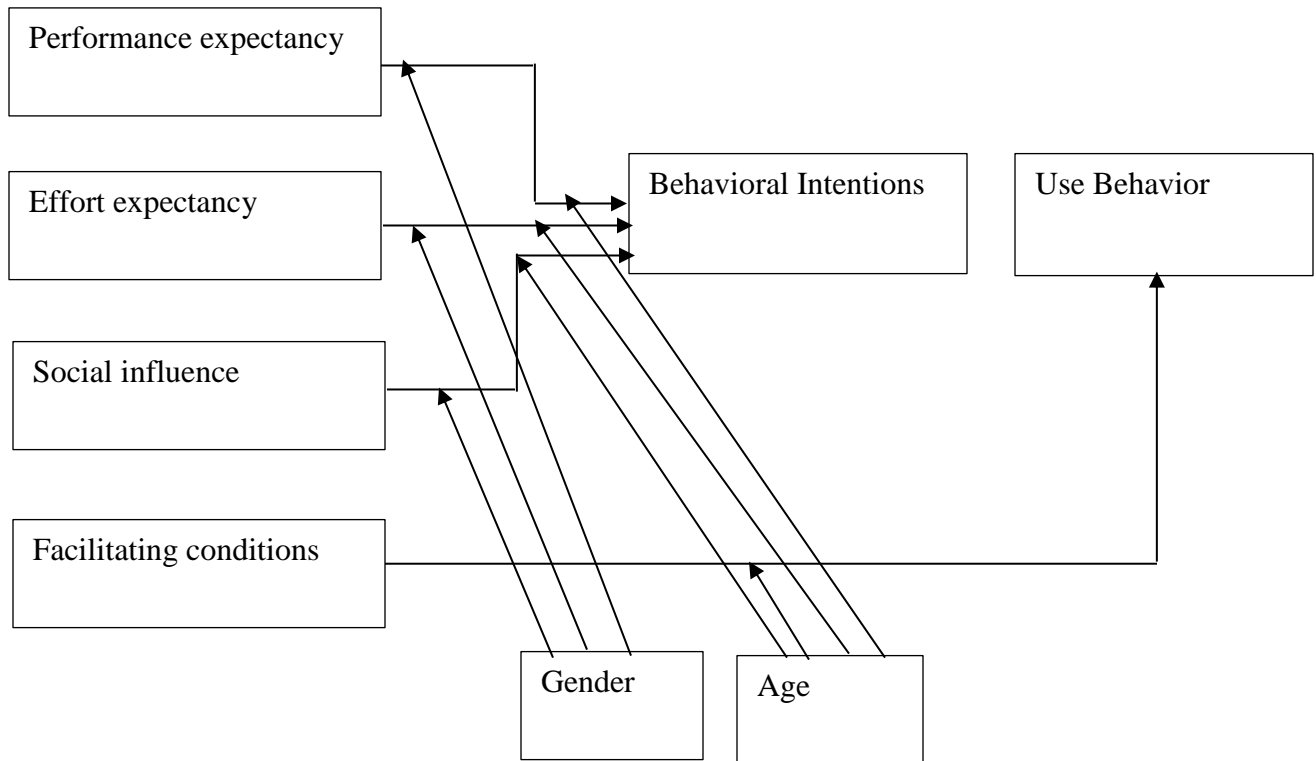 Performance expectancy
Effort expectancy
Behavioral Intentions
Use Behavior
Social influence
Facilitating conditions
Gender
Age